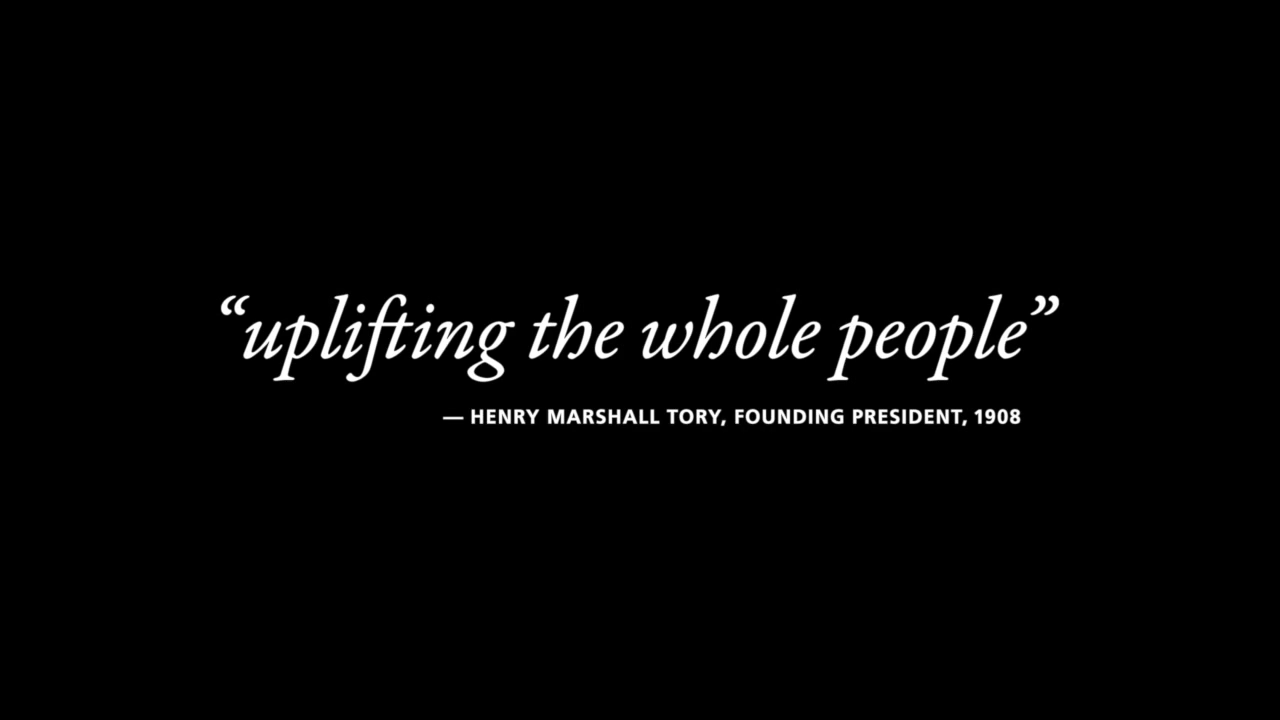 “uplifting the whole people”
— HENRY MARSHALL TORY, FOUNDING PRESIDENT, 1908